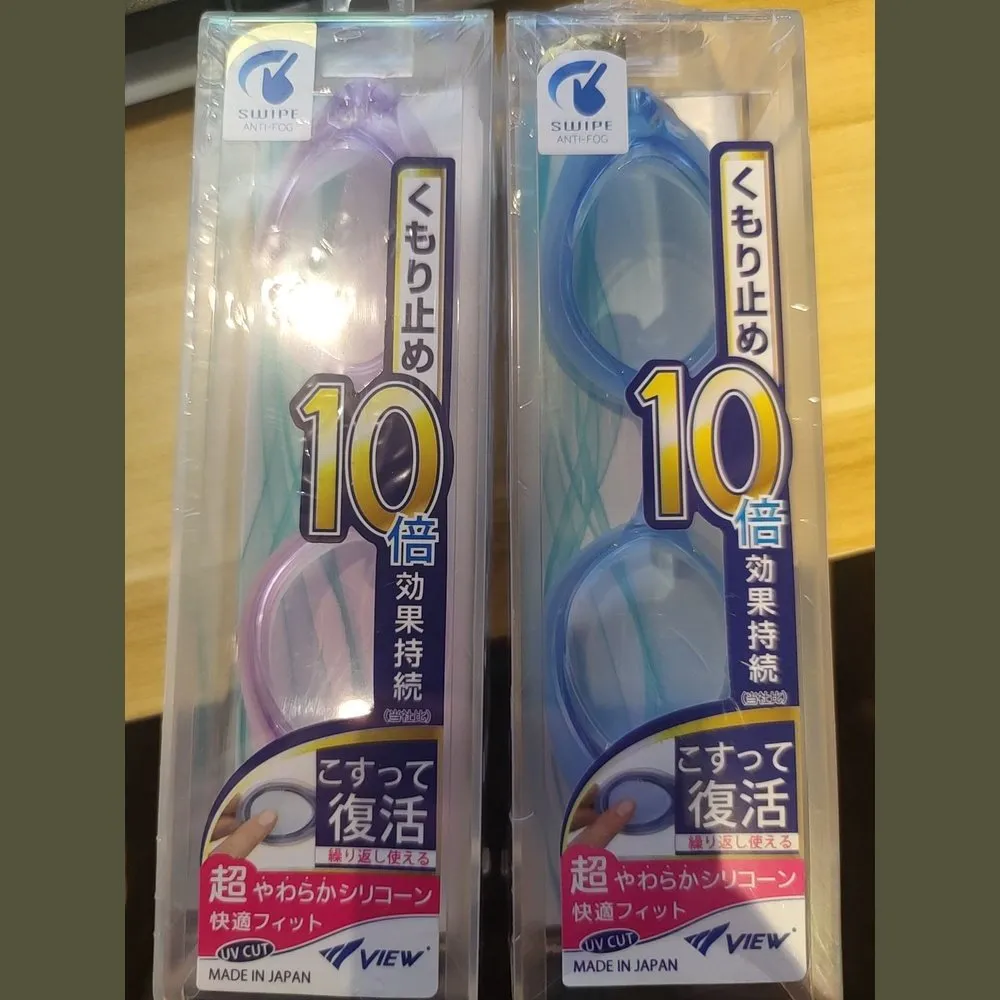 SWIPE
ANTI-FOG
くもり止め
10倍
効果持続
(当社比)
こすって
復活
繰り返し使える
超やわらかシリコーン
快適フィット
UV CUT
MADE IN JAPAN
VIEW
SWIPE
ANTI-FOG
くもり止め
10倍
効果持続
(当社比)
こすって
復活
繰り返し使える
超やわらかシリコーン
快適フィット
UV CUT
MADE IN JAPAN
VIEW